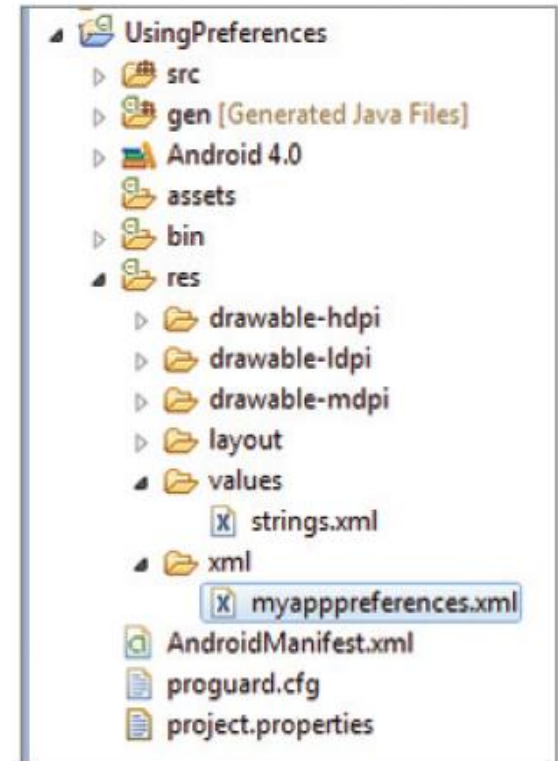 UsingPreferences
src
gen [Generated Java Files]
Android 4.0
assets
bin
res
drawable-hdpi
drawable-ldpi
drawable-mdpi
layout
values
strings.xml
xml
myapppreferences.xml
AndroidManifest.xml
proguard.cfg
project.properties